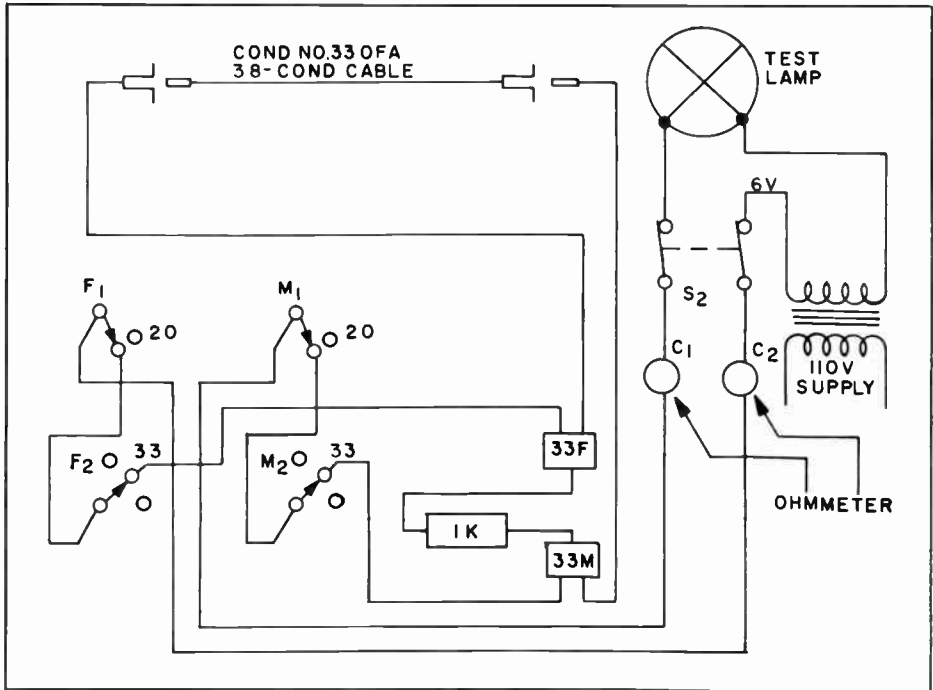 COND NO.33 OF A
38-COND CABLE
TEST
LAMP
6V
F1
20
M1
20
S2
C1
C2
110V
SUPPLY
F2
33
M2
33
33F
1K
33M
OHMMETER